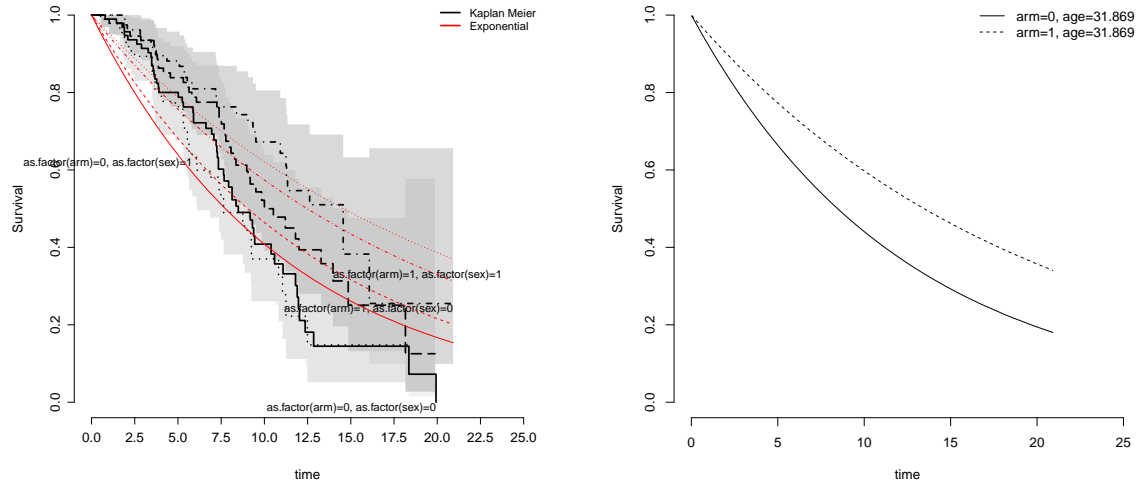 Kaplan Meier
Exponential
Survival
1.0
0.8
0.6
0.4
0.2
0.0
as.factor(arm)=0, as.factor(sex)=1
as.factor(arm)=1, as.factor(sex)=1
as.factor(arm)=1, as.factor(sex)=0
as.factor(arm)=0, as.factor(sex)=0
0.0 2.5 5.0 7.5 10.0 12.5 15.0 17.5 20.0 22.5 25.0
time
arm=0, age=31.869
arm=1, age=31.869
Survival
1.0
0.8
0.6
0.4
0.2
0.0
0 5 10 15 20 25
time